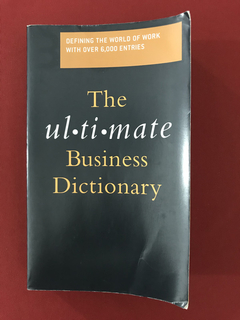 DEFINING THE WORLD OF WORK
WITH OVER 6,000 ENTRIES
The
ul•ti•mate
Business
Dictionary